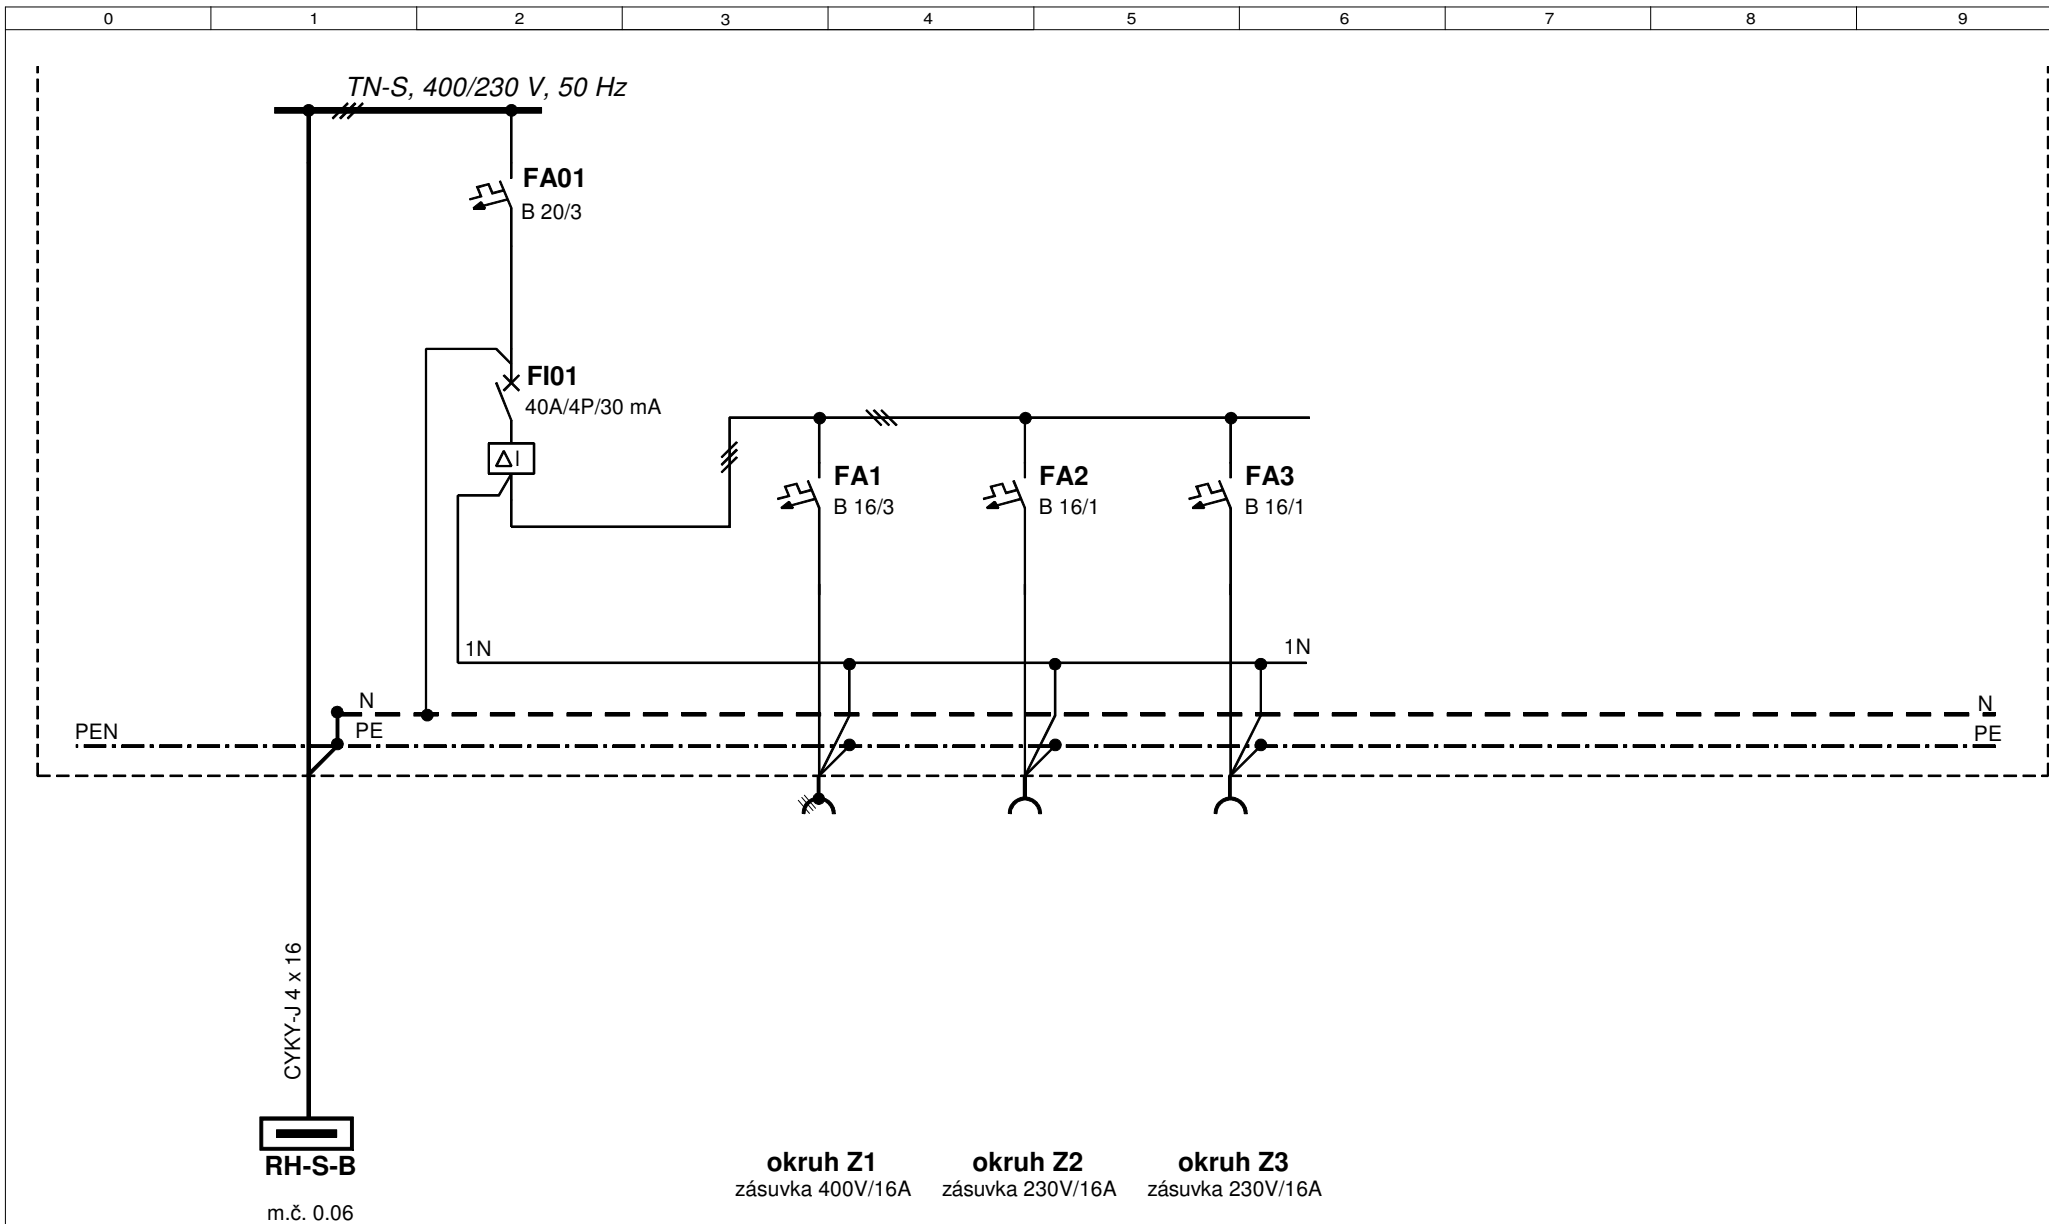 0 1 2 3 4 5 6 7 8 9
TN-S, 400/230 V, 50 Hz
FA01
B 20/3
FI01
40A/4P/30 mA
ΔI
FA1
B 16/3
FA2
B 16/1
FA3
B 16/1
1N
1N
N
PE
PEN
N
PE
CYKY-J 4 x 16
RH-S-B
m.č. 0.06
okruh Z1
zásuvka 400V/16A
okruh Z2
zásuvka 230V/16A
okruh Z3
zásuvka 230V/16A